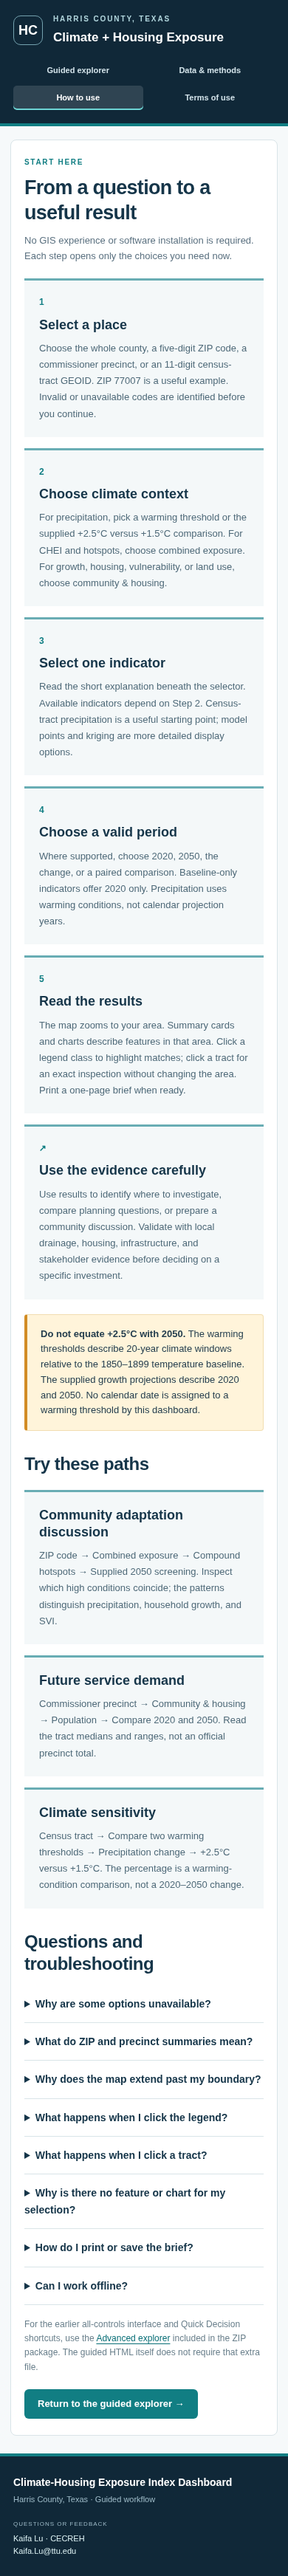 HC
HARRIS COUNTY, TEXAS
Climate + Housing Exposure
Guided explorer
Data & methods
How to use
Terms of use
START HERE
From a question to a
useful result
No GIS experience or software installation is required.
Each step opens only the choices you need now.
1
Select a place
Choose the whole county, a five-digit ZIP code, a
commissioner precinct, or an 11-digit census-
tract GEOID. ZIP 77007 is a useful example.
Invalid or unavailable codes are identified before
you continue.
2
Choose climate context
For precipitation, pick a warming threshold or the
supplied +2.5°C versus +1.5°C comparison. For
CHEI and hotspots, choose combined exposure.
For growth, housing, vulnerability, or land use,
choose community & housing.
3
Select one indicator
Read the short explanation beneath the selector.
Available indicators depend on Step 2. Census-
tract precipitation is a useful starting point; model
points and kriging are more detailed display
options.
4
Choose a valid period
Where supported, choose 2020, 2050, the
change, or a paired comparison. Baseline-only
indicators offer 2020 only. Precipitation uses
warming conditions, not calendar projection
years.
5
Read the results
The map zooms to your area. Summary cards
and charts describe features in that area. Click a
legend class to highlight matches; click a tract for
an exact inspection without changing the area.
Print a one-page brief when ready.
↗
Use the evidence carefully
Use results to identify where to investigate,
compare planning questions, or prepare a
community discussion. Validate with local
drainage, housing, infrastructure, and
stakeholder evidence before deciding on a
specific investment.
Do not equate +2.5°C with 2050. The warming
thresholds describe 20-year climate windows
relative to the 1850–1899 temperature baseline.
The supplied growth projections describe 2020
and 2050. No calendar date is assigned to a
warming threshold by this dashboard.
Try these paths
Community adaptation
discussion
ZIP code → Combined exposure → Compound
hotspots → Supplied 2050 screening. Inspect
which high conditions coincide; the patterns
distinguish precipitation, household growth, and
SVI.
Future service demand
Commissioner precinct → Community & housing
→ Population → Compare 2020 and 2050. Read
the tract medians and ranges, not an official
precinct total.
Climate sensitivity
Census tract → Compare two warming
thresholds → Precipitation change → +2.5°C
versus +1.5°C. The percentage is a warming-
condition comparison, not a 2020–2050 change.
Questions and
troubleshooting
▶ Why are some options unavailable?
▶ What do ZIP and precinct summaries mean?
▶ Why does the map extend past my boundary?
▶ What happens when I click the legend?
▶ What happens when I click a tract?
▶ Why is there no feature or chart for my
selection?
▶ How do I print or save the brief?
▶ Can I work offline?
For the earlier all-controls interface and Quick Decision
shortcuts, use the Advanced explorer included in the ZIP
package. The guided HTML itself does not require that extra
file.
Return to the guided explorer →
Climate-Housing Exposure Index Dashboard
Harris County, Texas · Guided workflow
QUESTIONS OR FEEDBACK
Kaifa Lu · CECREH
Kaifa.Lu@ttu.edu